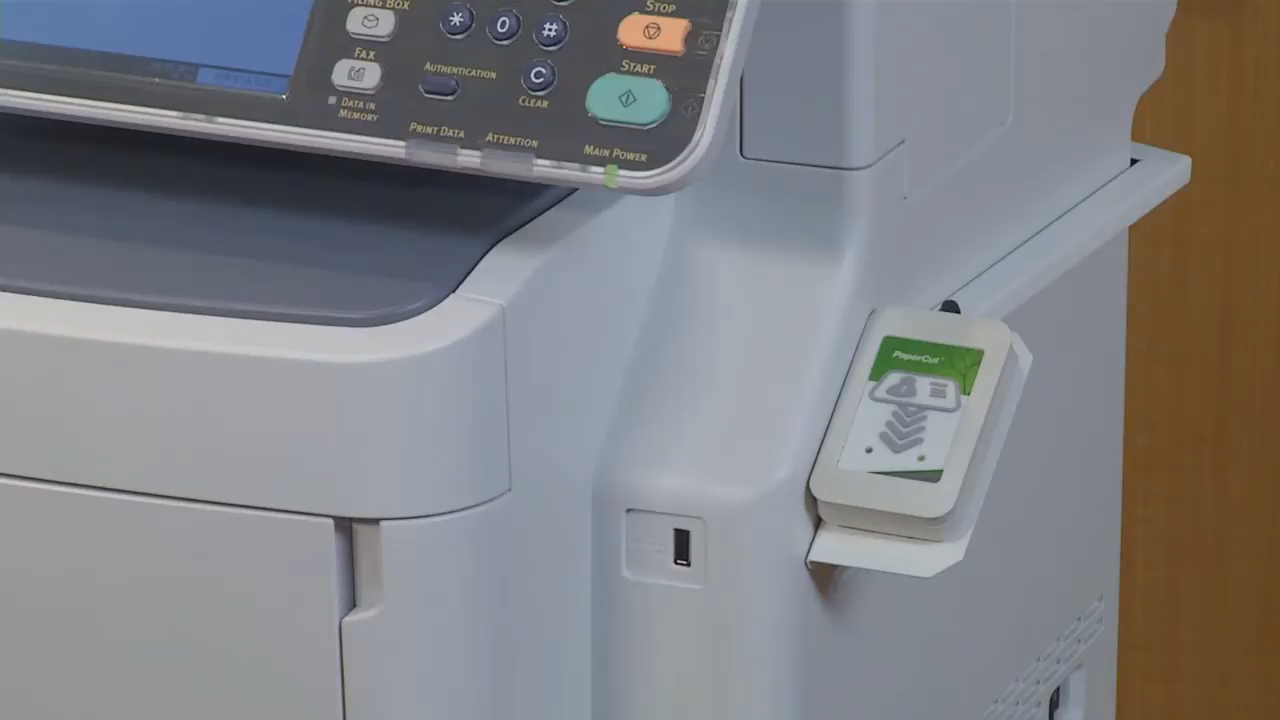 FILING BOX
STOP
* 0 #
FAX
AUTHENTICATION
C
START
CLEAR
DATA IN
MEMORY
PRINT DATA
ATTENTION
MAIN POWER
PaperCut